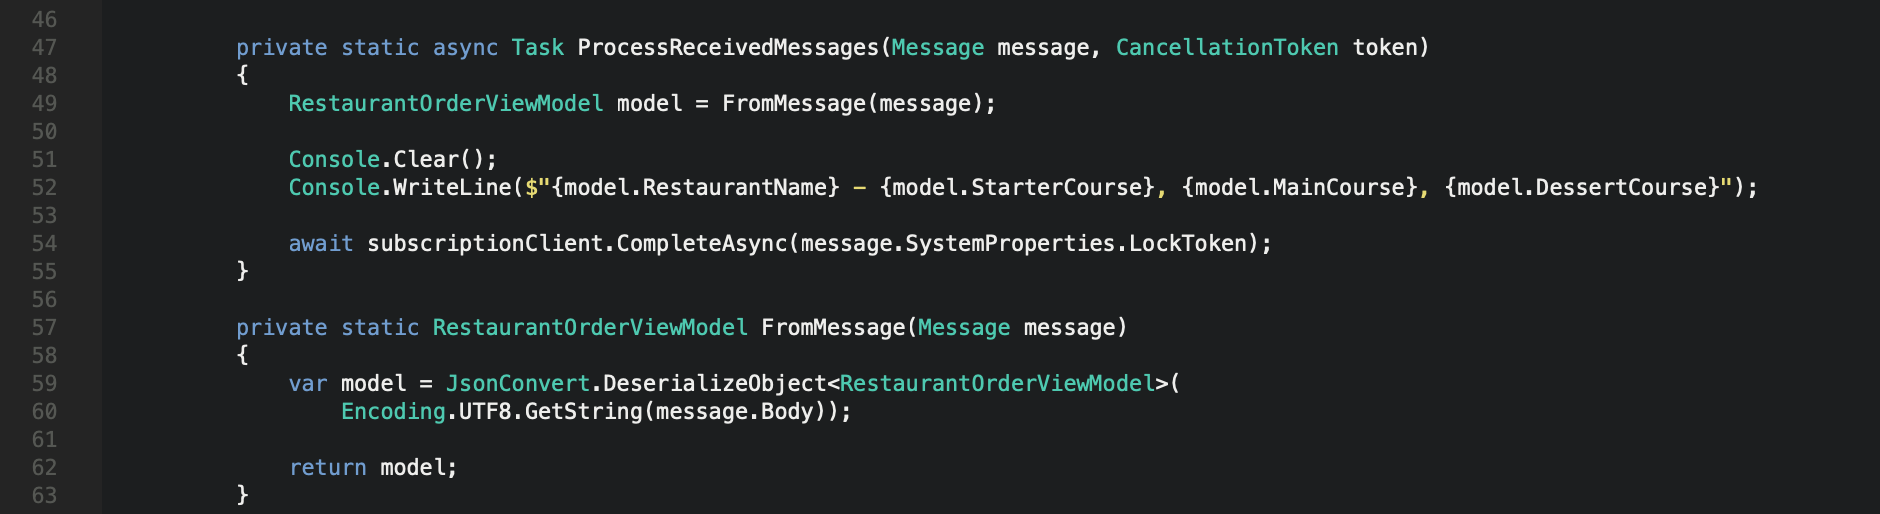 46
47 private static async Task ProcessReceivedMessages(Message message, CancellationToken token)
48 {
49 RestaurantOrderViewModel model = FromMessage(message);
50
51 Console.Clear();
52 Console.WriteLine($"{model.RestaurantName} - {model.StarterCourse}, {model.MainCourse}, {model.DessertCourse}");
53
54 await subscriptionClient.CompleteAsync(message.SystemProperties.LockToken);
55 }
56
57 private static RestaurantOrderViewModel FromMessage(Message message)
58 {
59 var model = JsonConvert.DeserializeObject<RestaurantOrderViewModel>(
60 Encoding.UTF8.GetString(message.Body));
61
62 return model;
63 }